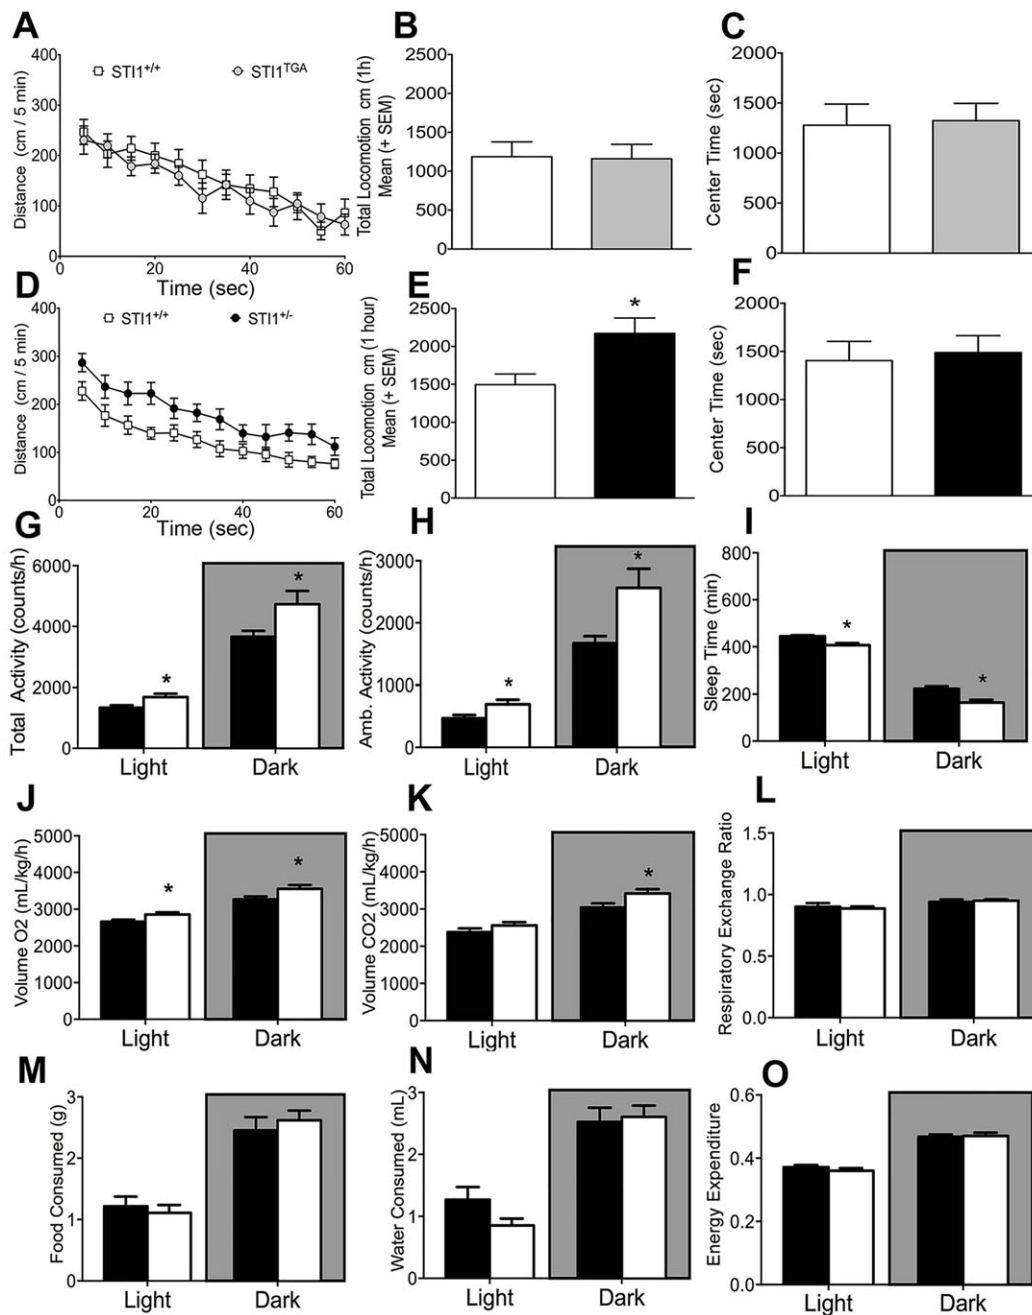 A
Distance (cm / 5 min)
400
300
200
100
0
STI1+/+
STI1TGA
0
20
40
60
Time (sec)
B
Total Locomotion cm (1h)
Mean (+ SEM)
2500
2000
1500
1000
500
0
C
Center Time (sec)
2000
1500
1000
500
0
D
Distance (cm / 5 min)
400
300
200
100
0
STI1+/+
STI1+/-
0
20
40
60
Time (sec)
E
Total Locomotion cm (1 hour)
Mean (+ SEM)
2500
2000
1500
1000
500
0
*
F
Center Time (sec)
2000
1500
1000
500
0
G
Total Activity (counts/h)
6000
4000
2000
0
*
*
Light
Dark
H
Amb. Activity (counts/h)
3000
2000
1000
0
*
*
Light
Dark
I
Sleep Time (min)
800
600
400
200
0
*
*
Light
Dark
J
Volume O2 (mL/kg/h)
5000
4000
3000
2000
1000
0
*
*
Light
Dark
K
Volume CO2 (mL/kg/h)
5000
4000
3000
2000
1000
0
*
Light
Dark
L
Respiratory Exchange Ratio
1.5
1.0
0.5
0.0
Light
Dark
M
Food Consumed (g)
3
2
1
0
Light
Dark
N
Water Consumed (mL)
3
2
1
0
Light
Dark
O
Energy Expenditure
0.6
0.4
0.2
0.0
Light
Dark